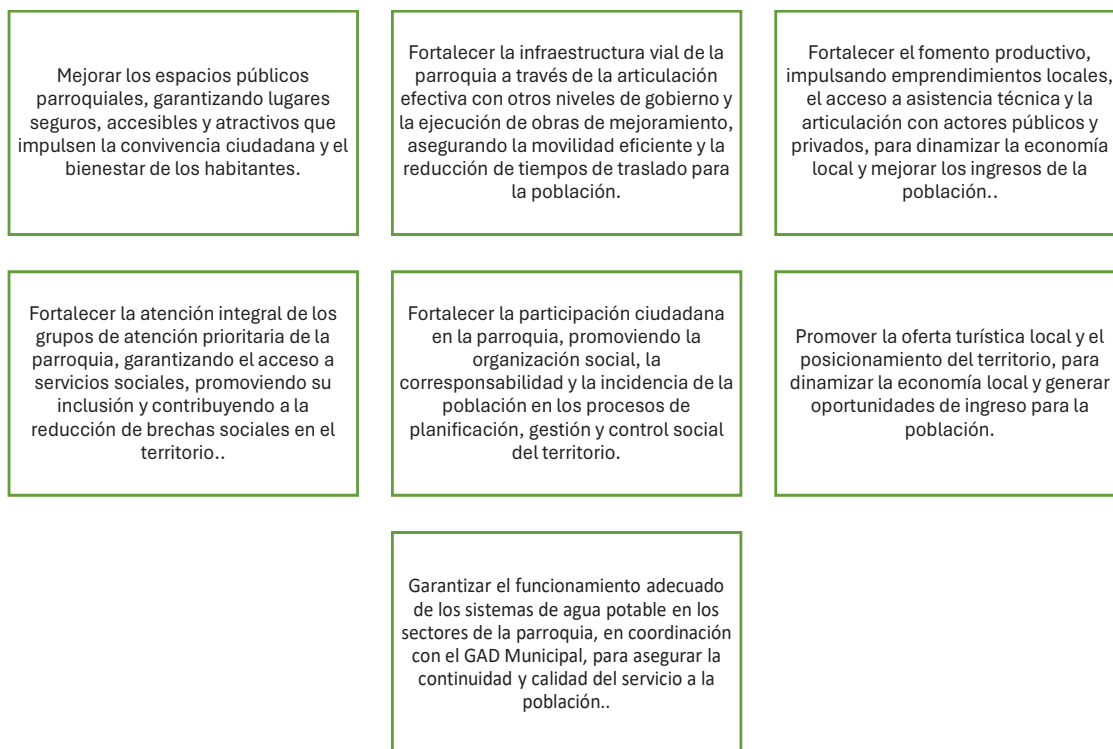 Mejorar los espacios públicos
parroquiales, garantizando lugares
seguros, accesibles y atractivos que
impulsen la convivencia ciudadana y el
bienestar de los habitantes.
Fortalecer la infraestructura vial de la
parroquia a través de la articulación
efectiva con otros niveles de gobierno y
la ejecución de obras de mejoramiento,
asegurando la movilidad eficiente y la
reducción de tiempos de traslado para
la población.
Fortalecer el fomento productivo,
impulsando emprendimientos locales,
el acceso a asistencia técnica y la
articulación con actores públicos y
privados, para dinamizar la economía
local y mejorar los ingresos de la
población..
Fortalecer la atención integral de los
grupos de atención prioritaria de la
parroquia, garantizando el acceso a
servicios sociales, promoviendo su
inclusión y contribuyendo a la
reducción de brechas sociales en el
territorio..
Fortalecer la participación ciudadana
en la parroquia, promoviendo la
organización social, la
corresponsabilidad y la incidencia de la
población en los procesos de
planificación, gestión y control social
del territorio.
Promover la oferta turística local y el
posicionamiento del territorio, para
dinamizar la economía local y generar
oportunidades de ingreso para la
población.
Garantizar el funcionamiento adecuado
de los sistemas de agua potable en los
sectores de la parroquia, en coordinación
con el GAD Municipal, para asegurar la
continuidad y calidad del servicio a la
población..